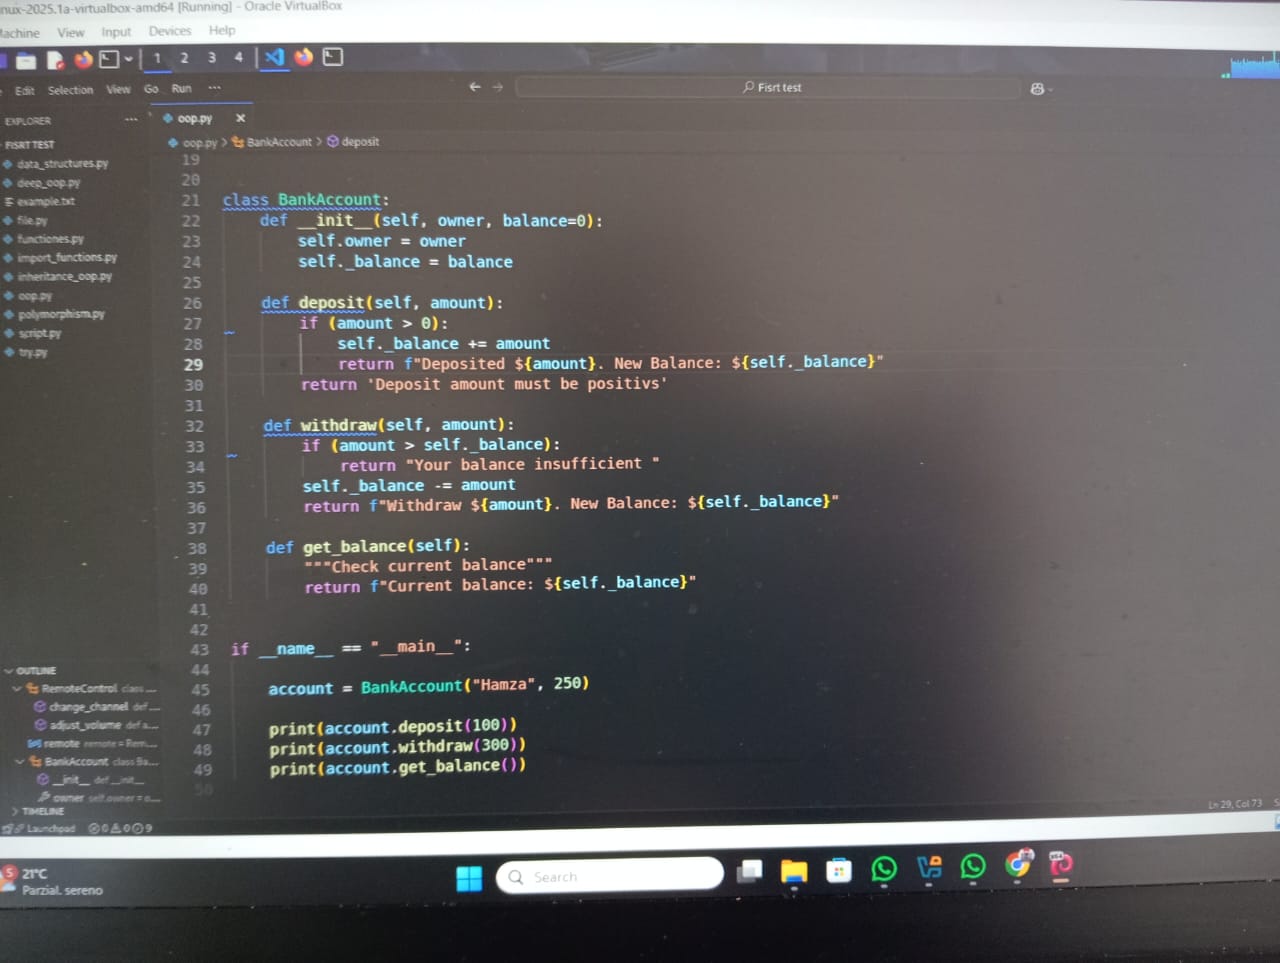 nux-2025.1a-virtualbox-amd64 [Running] - Oracle VirtualBox
Machine View Input Devices Help
1 2 3 4
Edit Selection View Go Run ...
Fisrt test
EXPLORER ...
oop.py ×
FISRT TEST
oop.py > BankAccount > deposit
data_structures.py
deep_oop.py
example.txt
file.py
functiones.py
import_functions.py
inheritance_oop.py
oop.py
polymorphism.py
script.py
try.py
19
20
21 class BankAccount:
22 def __init__(self, owner, balance=0):
23 self.owner = owner
24 self._balance = balance
25
26 def deposit(self, amount):
27 if (amount > 0):
28 self._balance += amount
29 return f"Deposited ${amount}. New Balance: ${self._balance}"
30 return 'Deposit amount must be positivs'
31
32 def withdraw(self, amount):
33 if (amount > self._balance):
34 return "Your balance insufficient "
35 self._balance -= amount
36 return f"Withdraw ${amount}. New Balance: ${self._balance}"
37
38 def get_balance(self):
39 """Check current balance"""
40 return f"Current balance: ${self._balance}"
41
42
43 if __name__ == "__main__":
44
45 account = BankAccount("Hamza", 250)
46
47 print(account.deposit(100))
48 print(account.withdraw(300))
49 print(account.get_balance())
50
OUTLINE
RemoteControl class ...
change_channel def ...
adjust_volume def a...
remote remote = Rem...
BankAccount class Ba...
__init__ def __init__
owner self.owner = o...
TIMELINE
Launchpad 0 0 9
Ln 29, Col 73
5
21°C
Parzial. sereno
Search